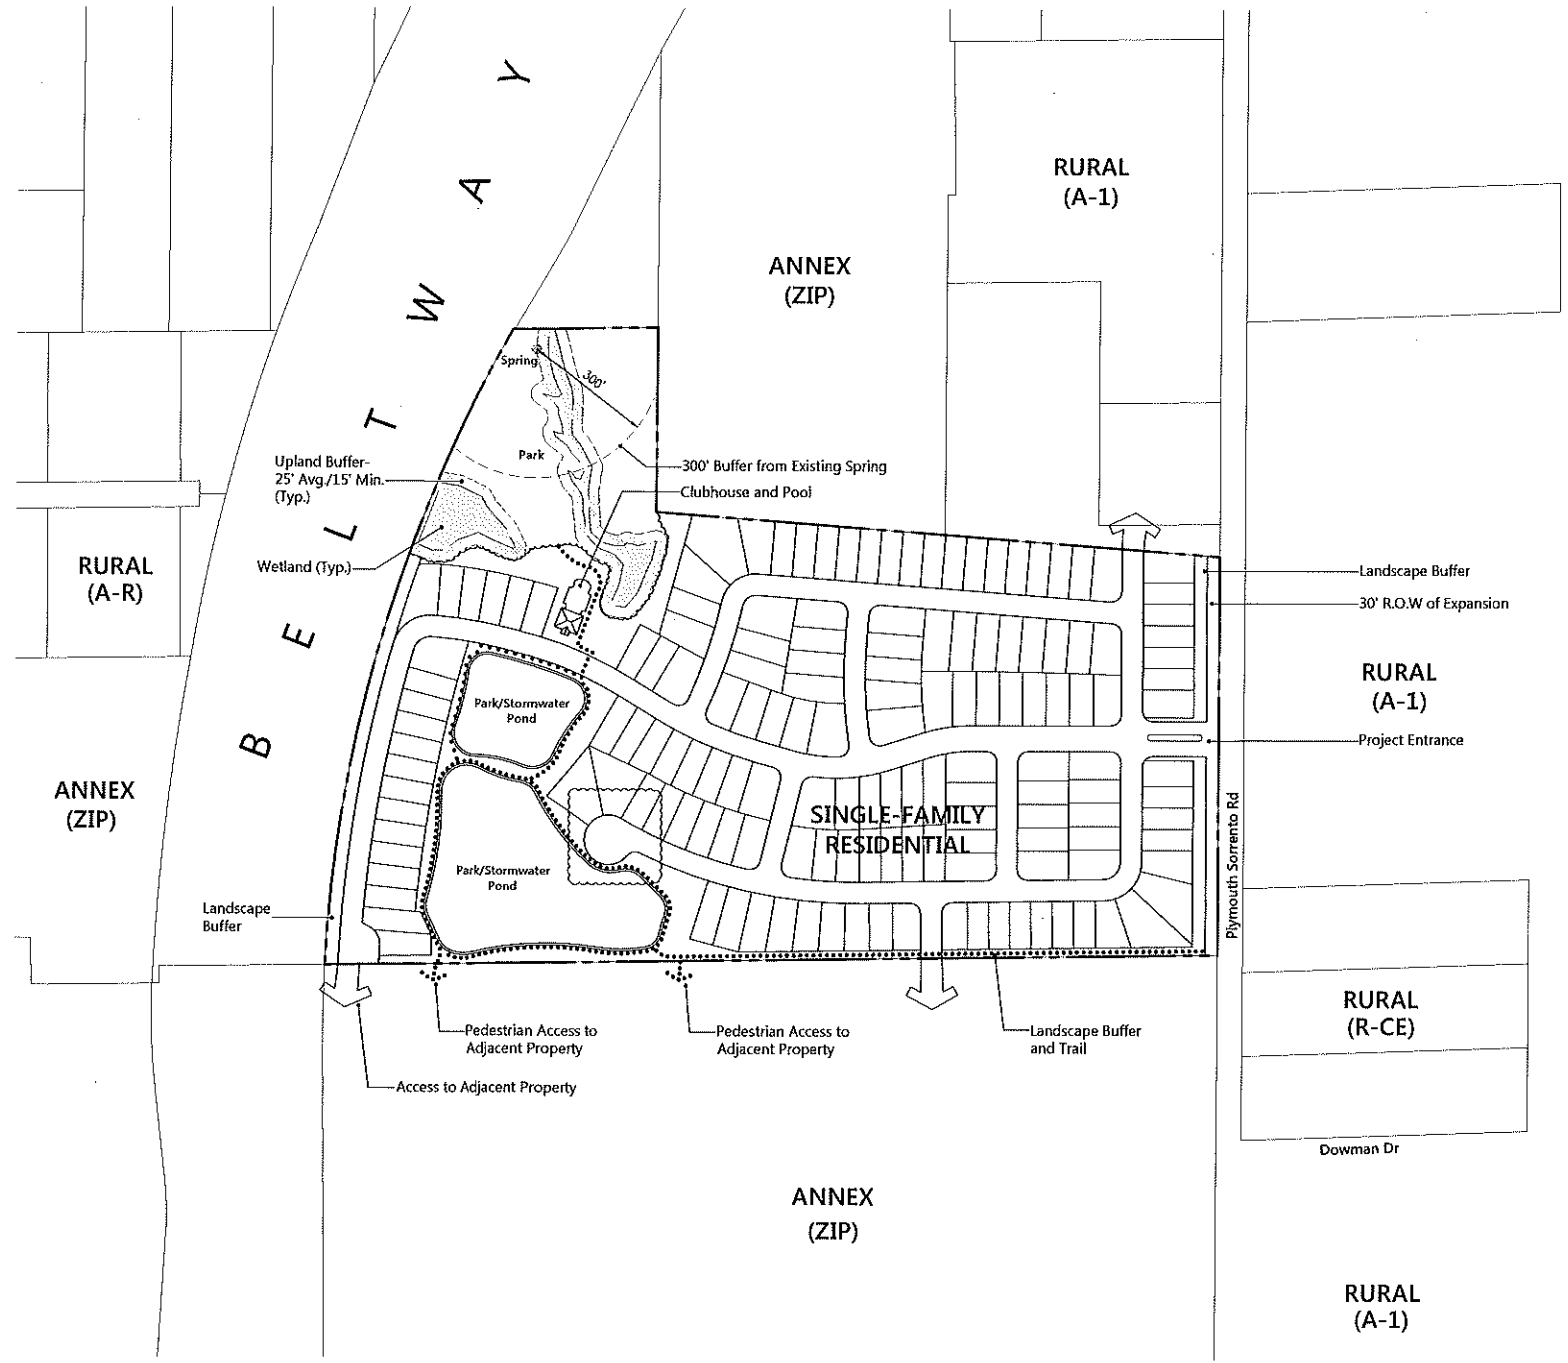 BELTWAY
RURAL
(A-1)
ANNEX
(ZIP)
Spring
300'
Park
Upland Buffer-
25' Avg./15' Min.
(Typ.)
300' Buffer from Existing Spring
Clubhouse and Pool
Wetland (Typ.)
RURAL
(A-R)
Landscape Buffer
30' R.O.W of Expansion
RURAL
(A-1)
Park/Stormwater
Pond
Project Entrance
ANNEX
(ZIP)
SINGLE-FAMILY
RESIDENTIAL
Plymouth Sorrento Rd
Park/Stormwater
Pond
Landscape
Buffer
RURAL
(R-CE)
Pedestrian Access to
Adjacent Property
Pedestrian Access to
Adjacent Property
Landscape Buffer
and Trail
Access to Adjacent Property
Dowman Dr
ANNEX
(ZIP)
RURAL
(A-1)